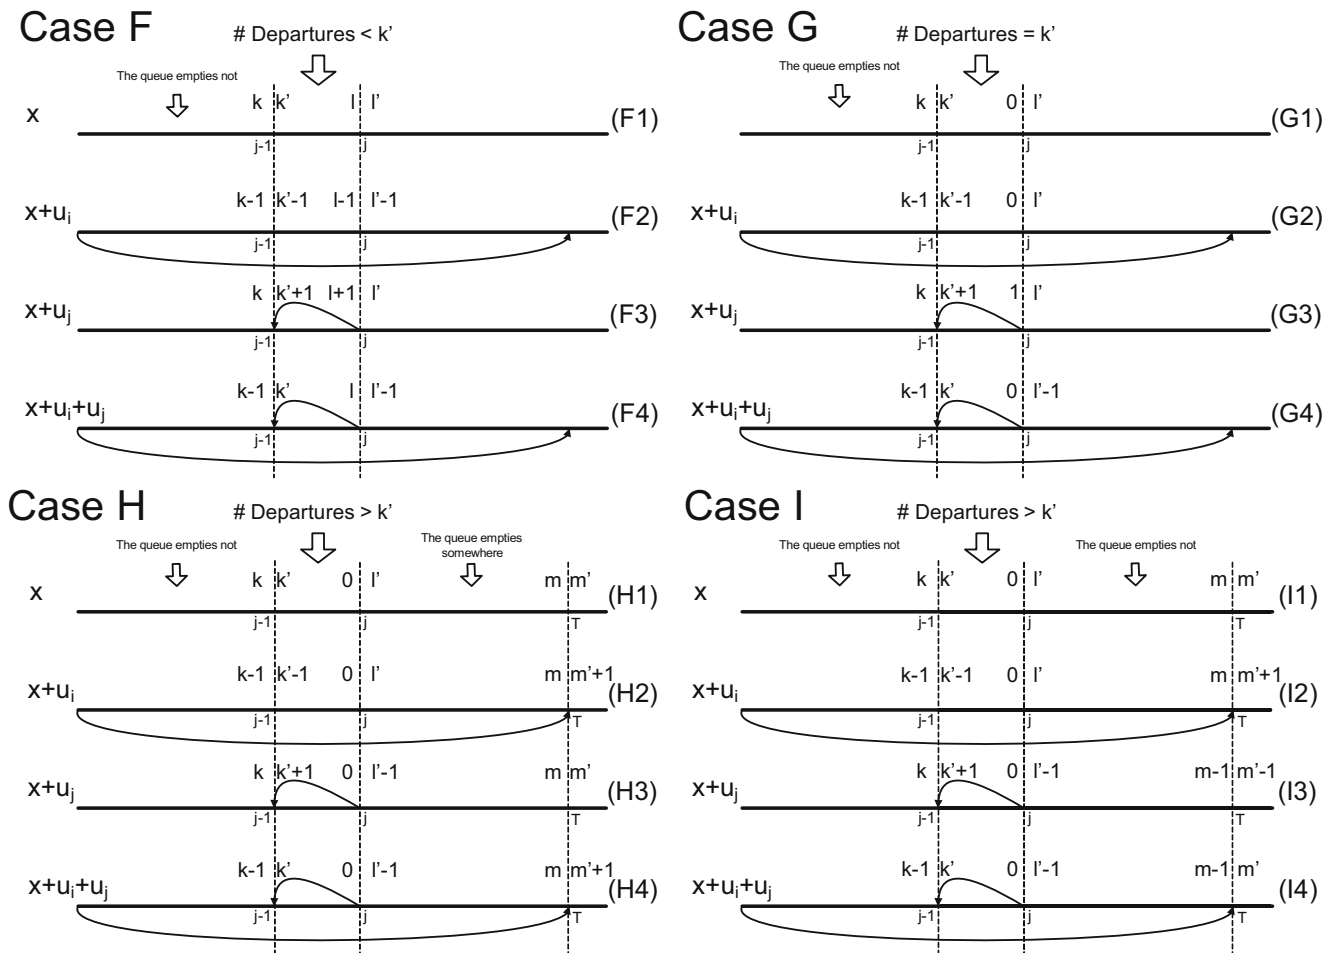 Case F
# Departures < k’
The queue empties not
x
k k’ l l’
(F1)
j-1 j
x+ui
k-1 k’-1 l-1 l’-1
(F2)
j-1 j
x+uj
k k’+1 l+1 l’
(F3)
j-1 j
x+ui+uj
k-1 k’ l l’-1
(F4)
j-1 j
Case G
# Departures = k’
The queue empties not
k k’ 0 l’
(G1)
j-1 j
x+ui
k-1 k’-1 0 l’
(G2)
j-1 j
x+uj
k k’+1 1 l’
(G3)
j-1 j
x+ui+uj
k-1 k’ 0 l’-1
(G4)
j-1 j
Case H
# Departures > k’
The queue empties not
The queue empties
somewhere
x
k k’ 0 l’ m m’
(H1)
j-1 j T
x+ui
k-1 k’-1 0 l’ m m’+1
(H2)
j-1 j T
x+uj
k k’+1 0 l’-1 m m’
(H3)
j-1 j T
x+ui+uj
k-1 k’ 0 l’-1 m m’+1
(H4)
j-1 j T
Case I
# Departures > k’
The queue empties not
The queue empties not
x
k k’ 0 l’ m m’
(I1)
j-1 j T
x+ui
k-1 k’-1 0 l’ m m’+1
(I2)
j-1 j T
x+uj
k k’+1 0 l’-1 m-1 m’-1
(I3)
j-1 j T
x+ui+uj
k-1 k’ 0 l’-1 m-1 m’
(I4)
j-1 j T